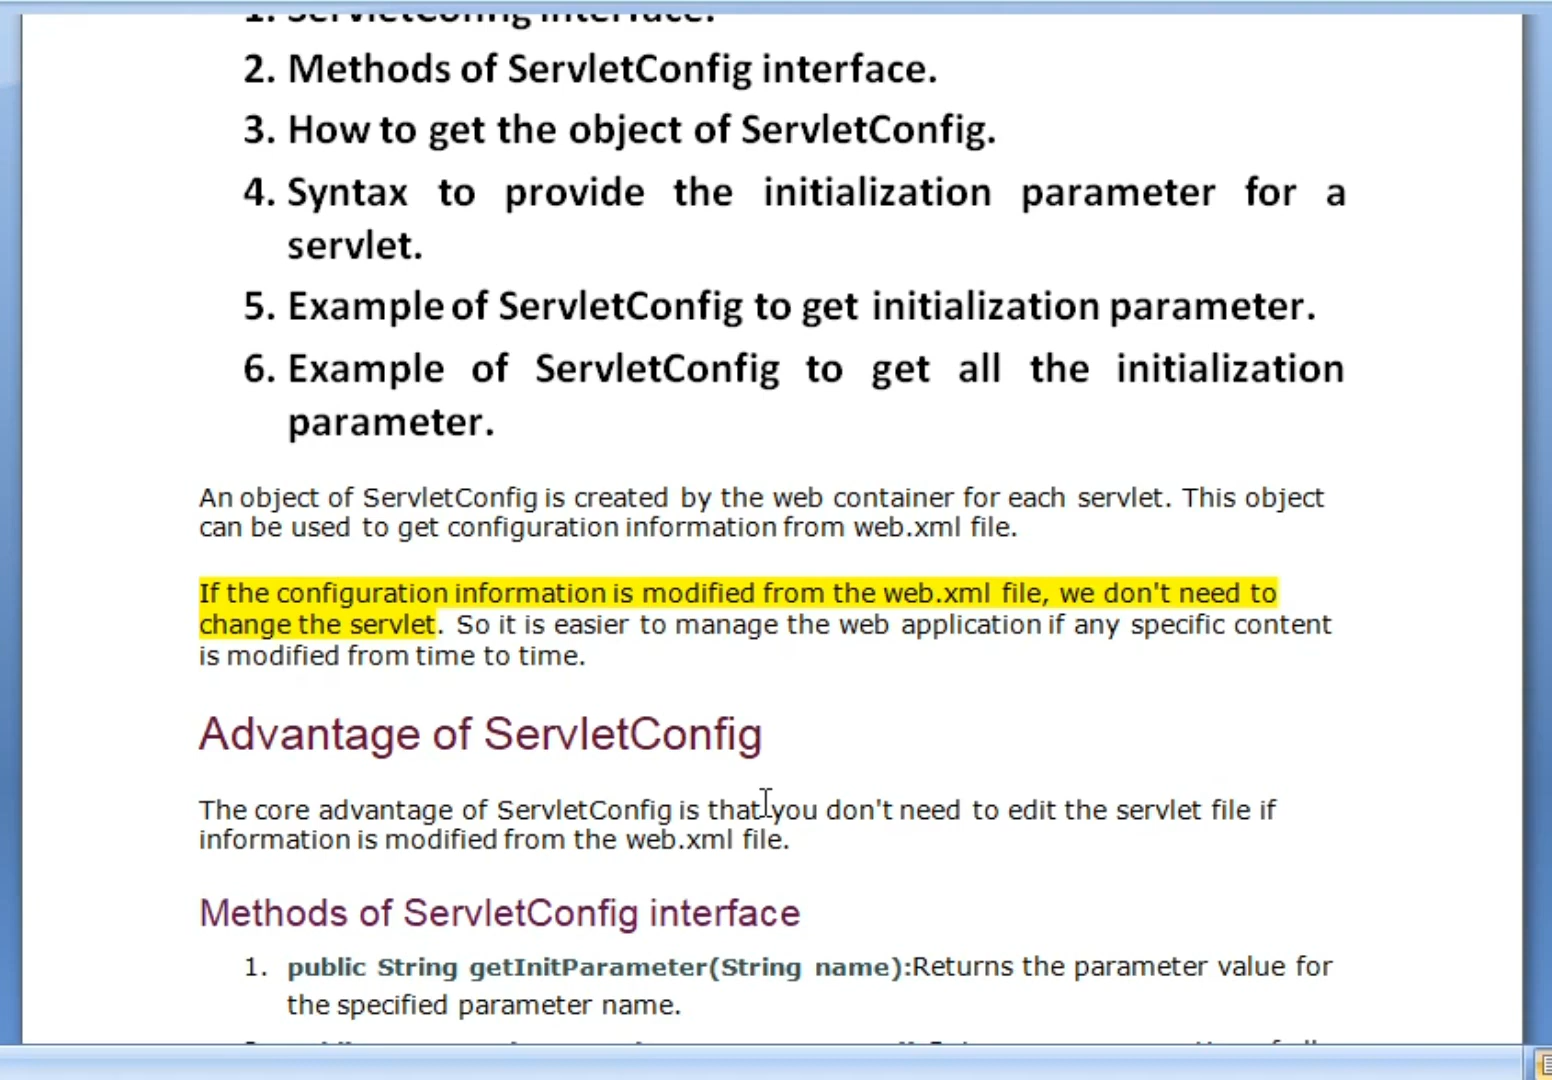 1. ServletConfig interface.
2. Methods of ServletConfig interface.
3. How to get the object of ServletConfig.
4. Syntax to provide the initialization parameter for a
servlet.
5. Example of ServletConfig to get initialization parameter.
6. Example of ServletConfig to get all the initialization
parameter.
An object of ServletConfig is created by the web container for each servlet. This object
can be used to get configuration information from web.xml file.
If the configuration information is modified from the web.xml file, we don't need to
change the servlet. So it is easier to manage the web application if any specific content
is modified from time to time.
Advantage of ServletConfig
The core advantage of ServletConfig is that you don't need to edit the servlet file if
information is modified from the web.xml file.
Methods of ServletConfig interface
1. public String getInitParameter(String name):Returns the parameter value for
the specified parameter name.